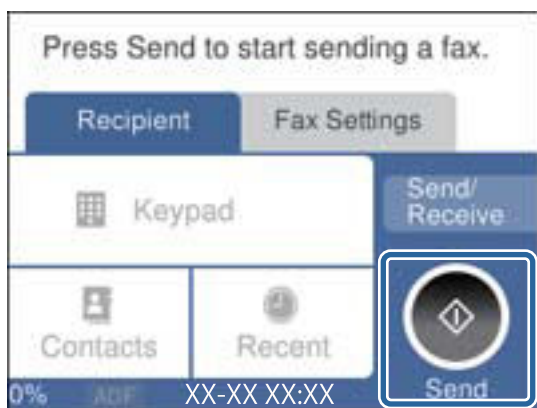 Press Send to start sending a fax.
Recipient Fax Settings
Keypad
Send/
Receive
Contacts Recent
Send
0% ADF XX-XX XX:XX